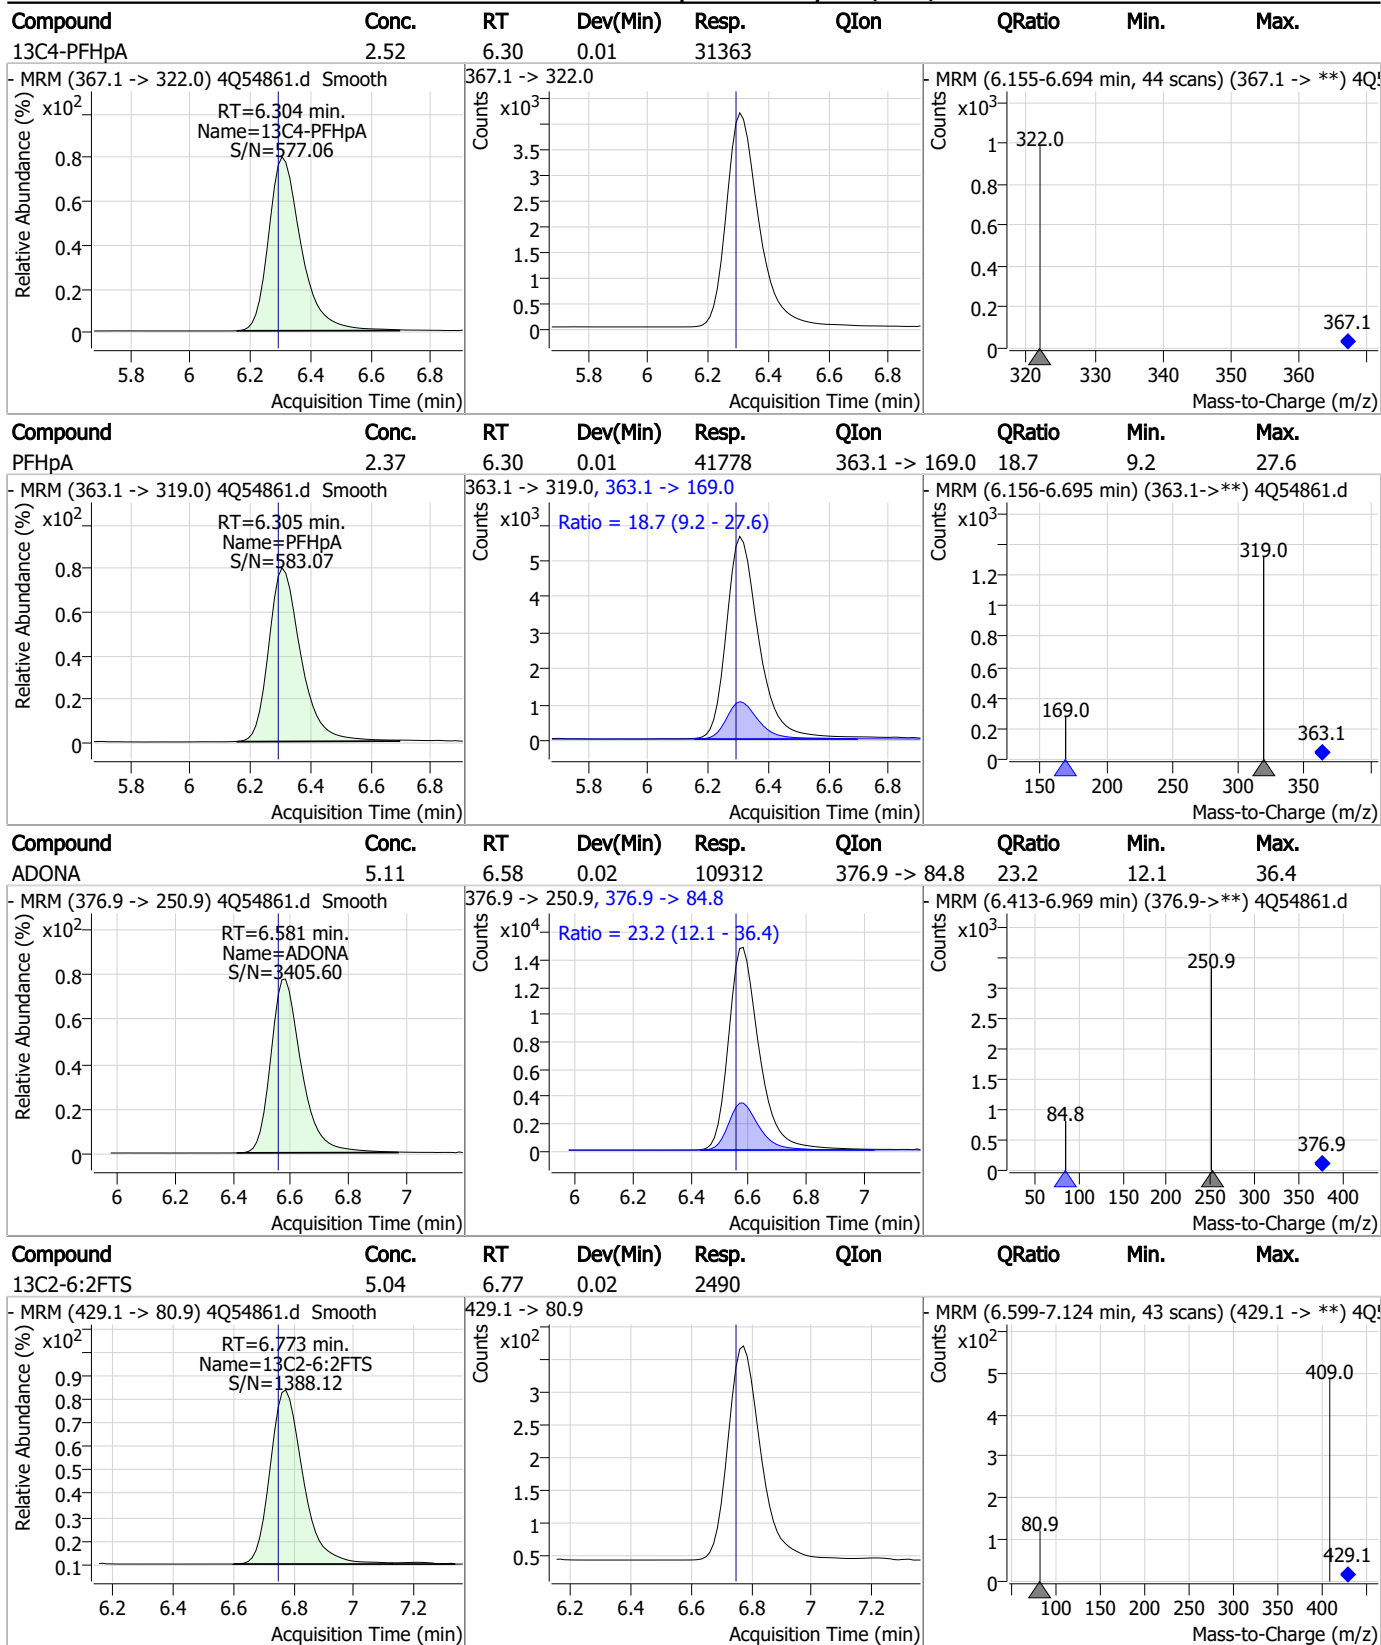 Compound Conc. RT Dev(Min) Resp. QIon QRatio Min. Max.
13C4-PFHpA 2.52 6.30 0.01 31363
- MRM (367.1 -> 322.0) 4Q54861.d Smooth
367.1 -> 322.0
- MRM (6.155-6.694 min, 44 scans) (367.1 -> **) 4Q5
Relative Abundance (%)
x10²
RT=6.304 min.
Name=13C4-PFHpA
S/N=577.06
0.8
0.6
0.4
0.2
0
5.8 6 6.2 6.4 6.6 6.8
Acquisition Time (min)
Counts
x10³
3.5
3
2.5
2
1.5
1
0.5
0
5.8 6 6.2 6.4 6.6 6.8
Acquisition Time (min)
Counts
x10³
322.0
1
0.8
0.6
0.4
0.2
367.1
0
320 330 340 350 360
Mass-to-Charge (m/z)
Compound Conc. RT Dev(Min) Resp. QIon QRatio Min. Max.
PFHpA 2.37 6.30 0.01 41778 363.1 -> 169.0 18.7 9.2 27.6
- MRM (363.1 -> 319.0) 4Q54861.d Smooth
363.1 -> 319.0, 363.1 -> 169.0
- MRM (6.156-6.695 min) (363.1->**) 4Q54861.d
Relative Abundance (%)
x10²
RT=6.305 min.
Name=PFHpA
S/N=583.07
0.8
0.6
0.4
0.2
0
5.8 6 6.2 6.4 6.6 6.8
Acquisition Time (min)
Counts
x10³
Ratio = 18.7 (9.2 - 27.6)
5
4
3
2
1
0
5.8 6 6.2 6.4 6.6 6.8
Acquisition Time (min)
Counts
x10³
319.0
1.2
1
0.8
0.6
0.4
169.0
0.2
363.1
0
150 200 250 300 350
Mass-to-Charge (m/z)
Compound Conc. RT Dev(Min) Resp. QIon QRatio Min. Max.
ADONA 5.11 6.58 0.02 109312 376.9 -> 84.8 23.2 12.1 36.4
- MRM (376.9 -> 250.9) 4Q54861.d Smooth
376.9 -> 250.9, 376.9 -> 84.8
- MRM (6.413-6.969 min) (376.9->**) 4Q54861.d
Relative Abundance (%)
x10²
RT=6.581 min.
Name=ADONA
S/N=3405.60
0.8
0.6
0.4
0.2
0
6 6.2 6.4 6.6 6.8 7
Acquisition Time (min)
Counts
x10⁴
Ratio = 23.2 (12.1 - 36.4)
1.4
1.2
1
0.8
0.6
0.4
0.2
0
6 6.2 6.4 6.6 6.8 7
Acquisition Time (min)
Counts
x10³
250.9
3
2.5
2
1.5
1
84.8
0.5
376.9
0
50 100 150 200 250 300 350 400
Mass-to-Charge (m/z)
Compound Conc. RT Dev(Min) Resp. QIon QRatio Min. Max.
13C2-6:2FTS 5.04 6.77 0.02 2490
- MRM (429.1 -> 80.9) 4Q54861.d Smooth
429.1 -> 80.9
- MRM (6.599-7.124 min, 43 scans) (429.1 -> **) 4Q5
Relative Abundance (%)
x10²
RT=6.773 min.
Name=13C2-6:2FTS
S/N=1388.12
0.9
0.8
0.7
0.6
0.5
0.4
0.3
0.2
0.1
6.2 6.4 6.6 6.8 7 7.2
Acquisition Time (min)
Counts
x10²
3
2.5
2
1.5
1
0.5
6.2 6.4 6.6 6.8 7 7.2
Acquisition Time (min)
Counts
x10²
409.0
5
4
3
2
80.9
1
429.1
0
100 150 200 250 300 350 400
Mass-to-Charge (m/z)